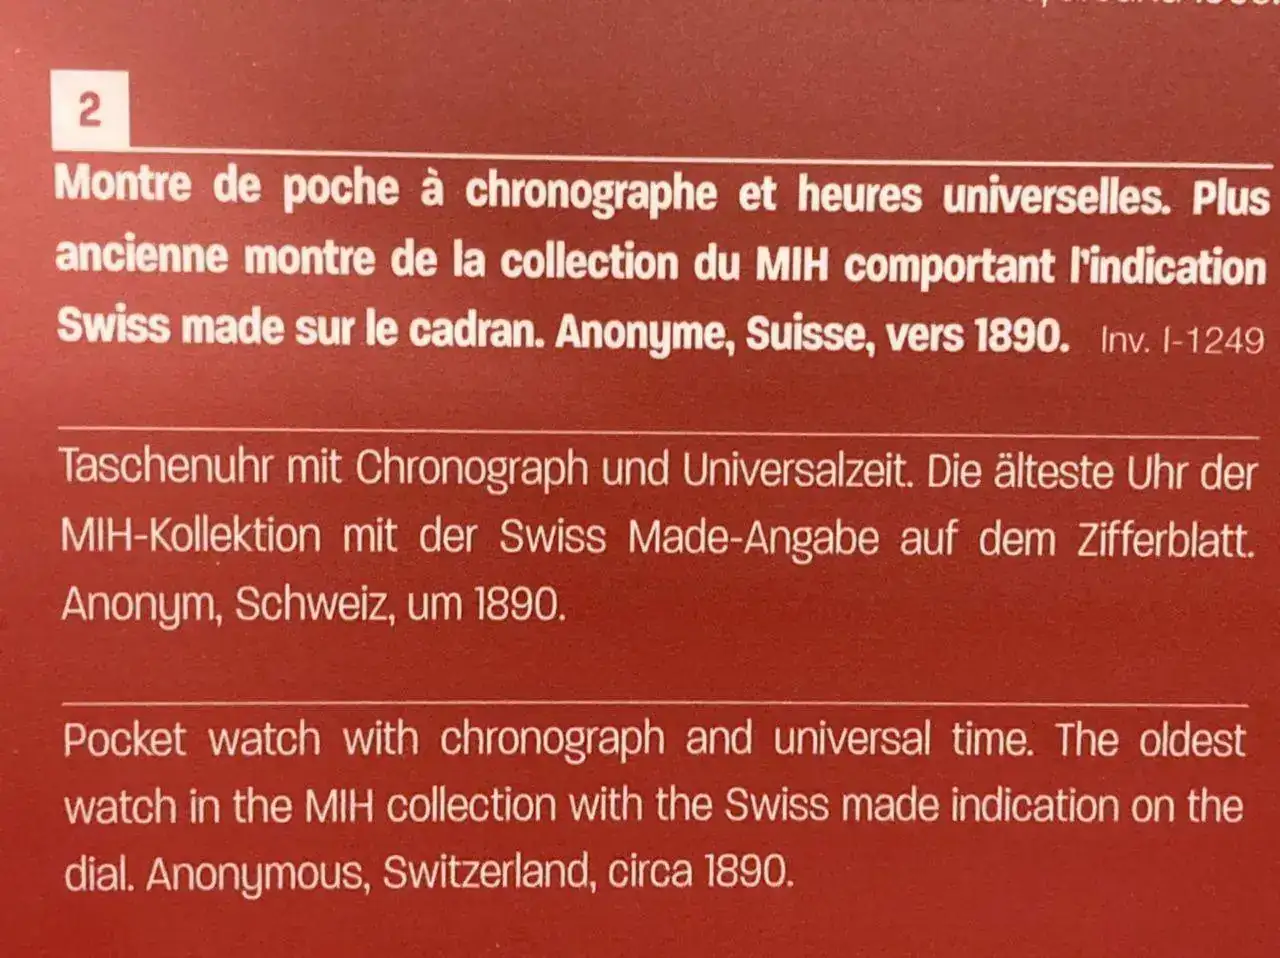 2
Montre de poche à chronographe et heures universelles. Plus
ancienne montre de la collection du MIH comportant l'indication
Swiss made sur le cadran. Anonyme, Suisse, vers 1890. Inv. I-1249
Taschenuhr mit Chronograph und Universalzeit. Die älteste Uhr der
MIH-Kollektion mit der Swiss Made-Angabe auf dem Zifferblatt.
Anonym, Schweiz, um 1890.
Pocket watch with chronograph and universal time. The oldest
watch in the MIH collection with the Swiss made indication on the
dial. Anonymous, Switzerland, circa 1890.